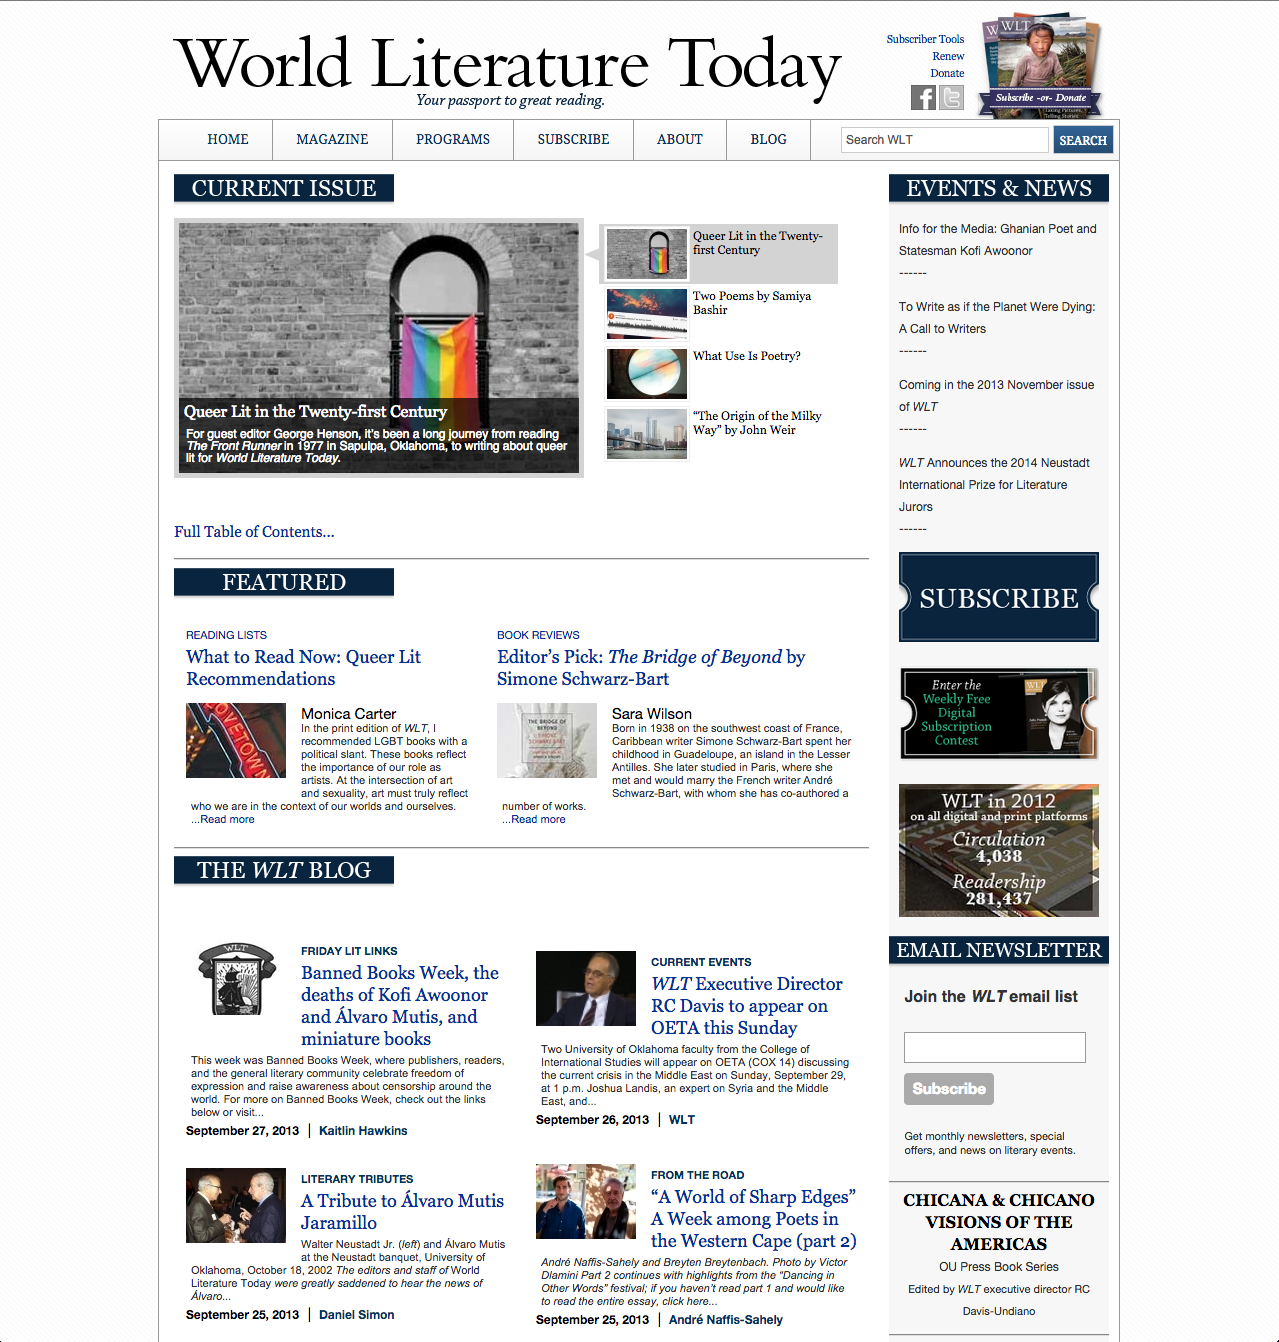 World Literature Today
Your passport to great reading.
Subscriber Tools
Renew
Donate
WLT
Subscribe -or- Donate
HOME
MAGAZINE
PROGRAMS
SUBSCRIBE
ABOUT
BLOG
Search WLT
SEARCH
CURRENT ISSUE
Queer Lit in the Twenty-first Century
For guest editor George Henson, it's been a long journey from reading
The Front Runner in 1977 in Sapulpa, Oklahoma, to writing about queer
lit for World Literature Today.
Queer Lit in the Twenty-
first Century
Two Poems by Samiya
Bashir
What Use Is Poetry?
“The Origin of the Milky
Way” by John Weir
Full Table of Contents...
FEATURED
READING LISTS
What to Read Now: Queer Lit
Recommendations
LOVETOWN
Monica Carter
In the print edition of WLT, I
recommended LGBT books with a
political slant. These books reflect
the importance of our role as
artists. At the intersection of art
and sexuality, art must truly reflect
who we are in the context of our worlds and ourselves.
...Read more
BOOK REVIEWS
Editor’s Pick: The Bridge of Beyond by
Simone Schwarz-Bart
THE BRIDGE OF
BEYOND
SIMONE
SCHWARZ-BART
Sara Wilson
Born in 1938 on the southwest coast of France,
Caribbean writer Simone Schwarz-Bart spent her
childhood in Guadeloupe, an island in the Lesser
Antilles. She later studied in Paris, where she
met and would marry the French writer André
Schwarz-Bart, with whom she has co-authored a
number of works.
...Read more
THE WLT BLOG
WLT
FRIDAY LIT LINKS
Banned Books Week, the
deaths of Kofi Awoonor
and Álvaro Mutis, and
miniature books
This week was Banned Books Week, where publishers, readers,
and the general literary community celebrate freedom of
expression and raise awareness about censorship around the
world. For more on Banned Books Week, check out the links
below or visit...
September 27, 2013 | Kaitlin Hawkins
CURRENT EVENTS
WLT Executive Director
RC Davis to appear on
OETA this Sunday
Two University of Oklahoma faculty from the College of
International Studies will appear on OETA (COX 14) discussing
the current crisis in the Middle East on Sunday, September 29,
at 1 p.m. Joshua Landis, an expert on Syria and the Middle
East, and...
September 26, 2013 | WLT
LITERARY TRIBUTES
A Tribute to Álvaro Mutis
Jaramillo
Walter Neustadt Jr. (left) and Álvaro Mutis
at the Neustadt banquet, University of
Oklahoma, October 18, 2002 The editors and staff of World
Literature Today were greatly saddened to hear the news of
Álvaro...
September 25, 2013 | Daniel Simon
FROM THE ROAD
“A World of Sharp Edges”
A Week among Poets in
the Western Cape (part 2)
André Naffis-Sahely and Breyten Breytenbach. Photo by Victor
Dlamini Part 2 continues with highlights from the “Dancing in
Other Words” festival; if you haven’t read part 1 and would like
to read the entire essay, click here...
September 25, 2013 | André Naffis-Sahely
EVENTS & NEWS
Info for the Media: Ghanian Poet and
Statesman Kofi Awoonor
------
To Write as if the Planet Were Dying:
A Call to Writers
------
Coming in the 2013 November issue
of WLT
------
WLT Announces the 2014 Neustadt
International Prize for Literature
Jurors
------
SUBSCRIBE
Enter the
Weekly Free
Digital
Subscription
Contest
WLT in 2012
on all digital and print platforms
Circulation
4,038
Readership
281,437
EMAIL NEWSLETTER
Join the WLT email list
Subscribe
Get monthly newsletters, special
offers, and news on literary events.
CHICANA & CHICANO
VISIONS OF THE
AMERICAS
OU Press Book Series
Edited by WLT executive director RC
Davis-Undiano